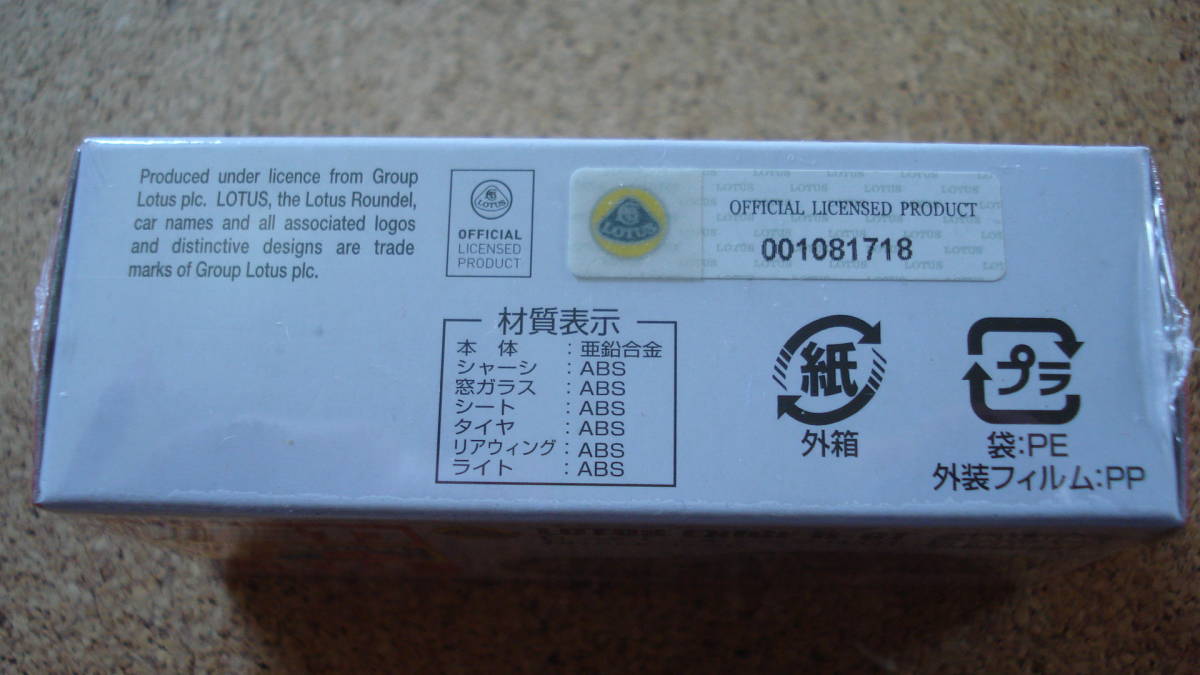 Produced under licence from Group
Lotus plc. LOTUS, the Lotus Roundel,
car names and all associated logos
and distinctive designs are trade
marks of Group Lotus plc.
LOTUS
OFFICIAL
LICENSED
PRODUCT
LOTUS
OFFICIAL LICENSED PRODUCT
001081718
材質表示
本 体 : 亜鉛合金
シャーシ : ABS
窓ガラス : ABS
シート : ABS
タイヤ : ABS
リアウィング : ABS
ライト : ABS
紙
外箱
プラ
袋:PE
外装フィルム:PP